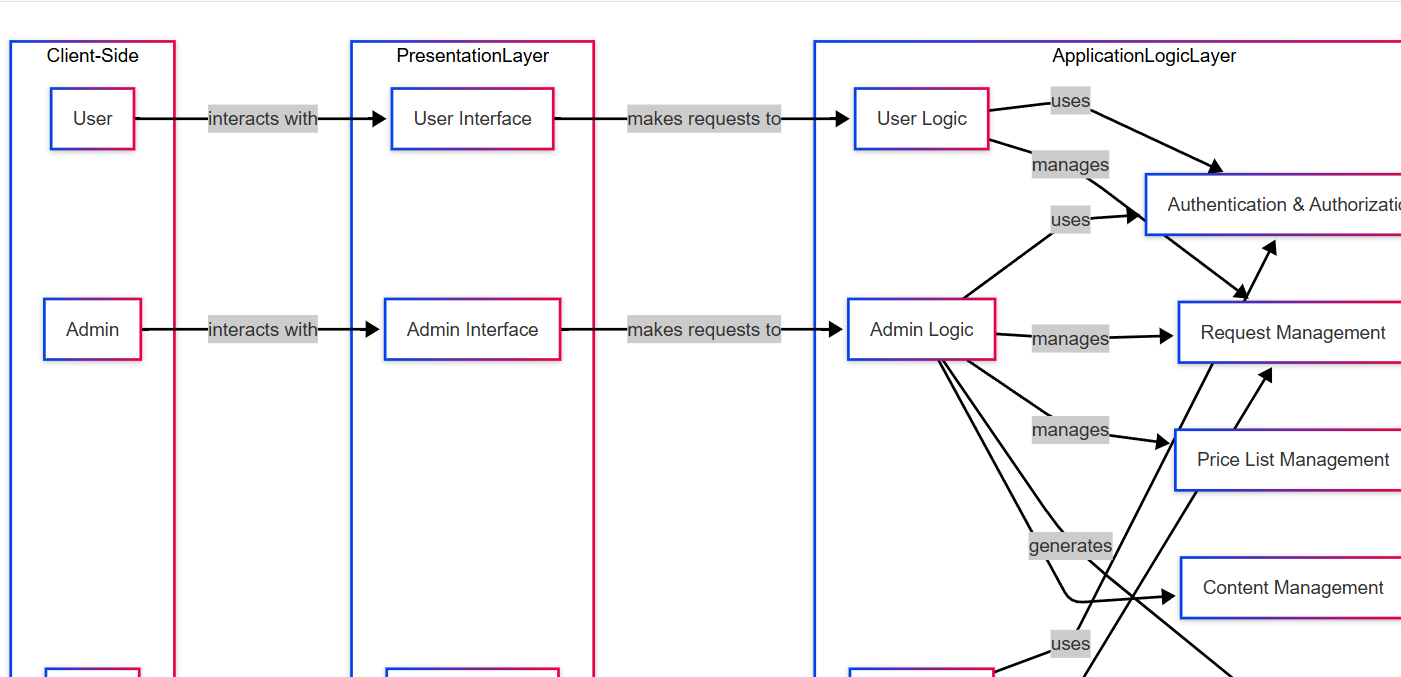 Client-Side
PresentationLayer
ApplicationLogicLayer
User
interacts with
User Interface
makes requests to
User Logic
uses
manages
Authentication & Authorizatio
uses
Admin
interacts with
Admin Interface
makes requests to
Admin Logic
manages
Request Management
manages
Price List Management
generates
Content Management
uses